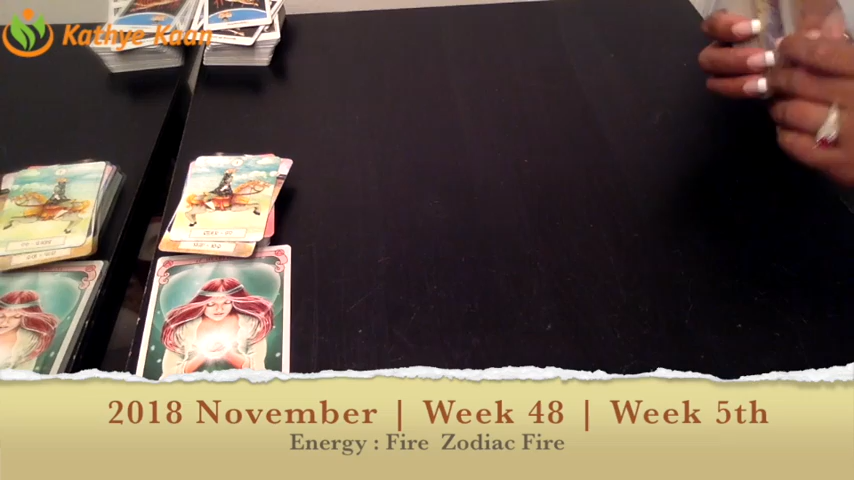 Kathye Kaan
2018 November | Week 48 | Week 5th
Energy : Fire Zodiac Fire